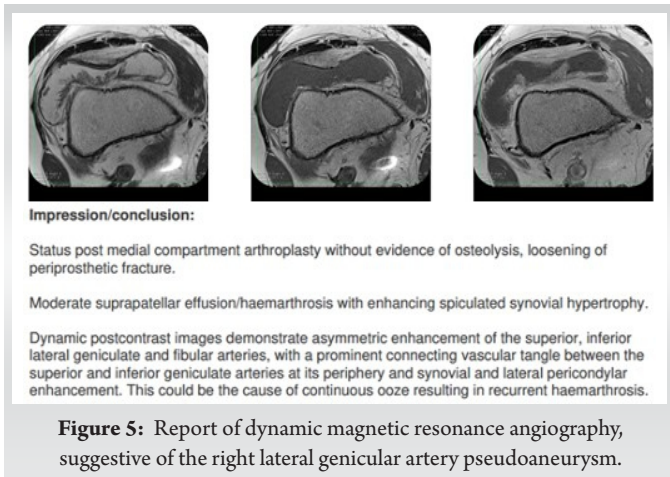 Impression/conclusion:
Status post medial compartment arthroplasty without evidence of osteolysis, loosening of
periprosthetic fracture.
Moderate suprapatellar effusion/haemarthrosis with enhancing spiculated synovial hypertrophy.
Dynamic postcontrast images demonstrate asymmetric enhancement of the superior, inferior
lateral geniculate and fibular arteries, with a prominent connecting vascular tangle between the
superior and inferior geniculate arteries at its periphery and synovial and lateral pericondylar
enhancement. This could be the cause of continuous ooze resulting in recurrent haemarthrosis.
Figure 5: Report of dynamic magnetic resonance angiography,
suggestive of the right lateral genicular artery pseudoaneurysm.